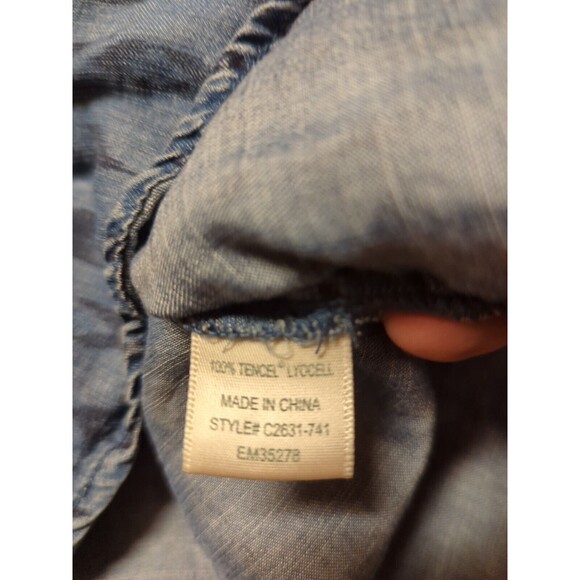 100% TENCEL® LYOCELL
MADE IN CHINA
STYLE# C2631-741
EM35278